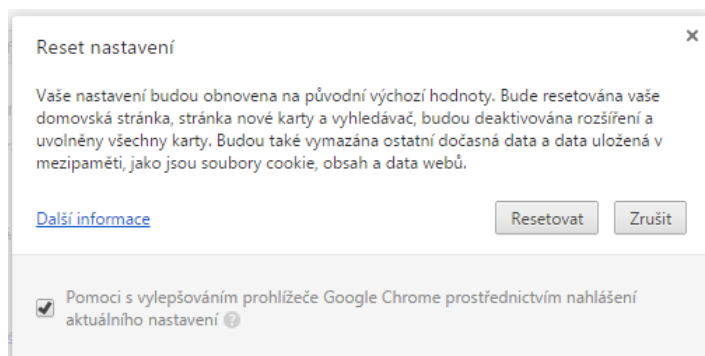 Reset nastavení
Vaše nastavení budou obnovena na původní výchozí hodnoty. Bude resetována vaše
domovská stránka, stránka nové karty a vyhledávač, budou deaktivována rozšíření a
uvolněny všechny karty. Budou také vymazána ostatní dočasná data a data uložená v
mezipaměti, jako jsou soubory cookie, obsah a data webů.
Další informace
Resetovat
Zrušit
Pomoci s vylepšováním prohlížeče Google Chrome prostřednictvím nahlášení
aktuálního nastavení